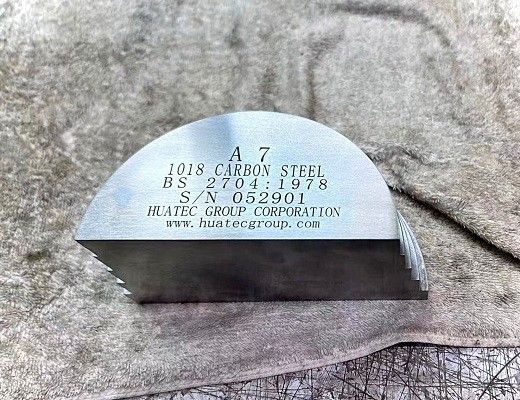 A 7
1018 CARBON STEEL
BS 2704:1978
S/N 052901
HUATEC GROUP CORPORATION
www.huatecgroup.com